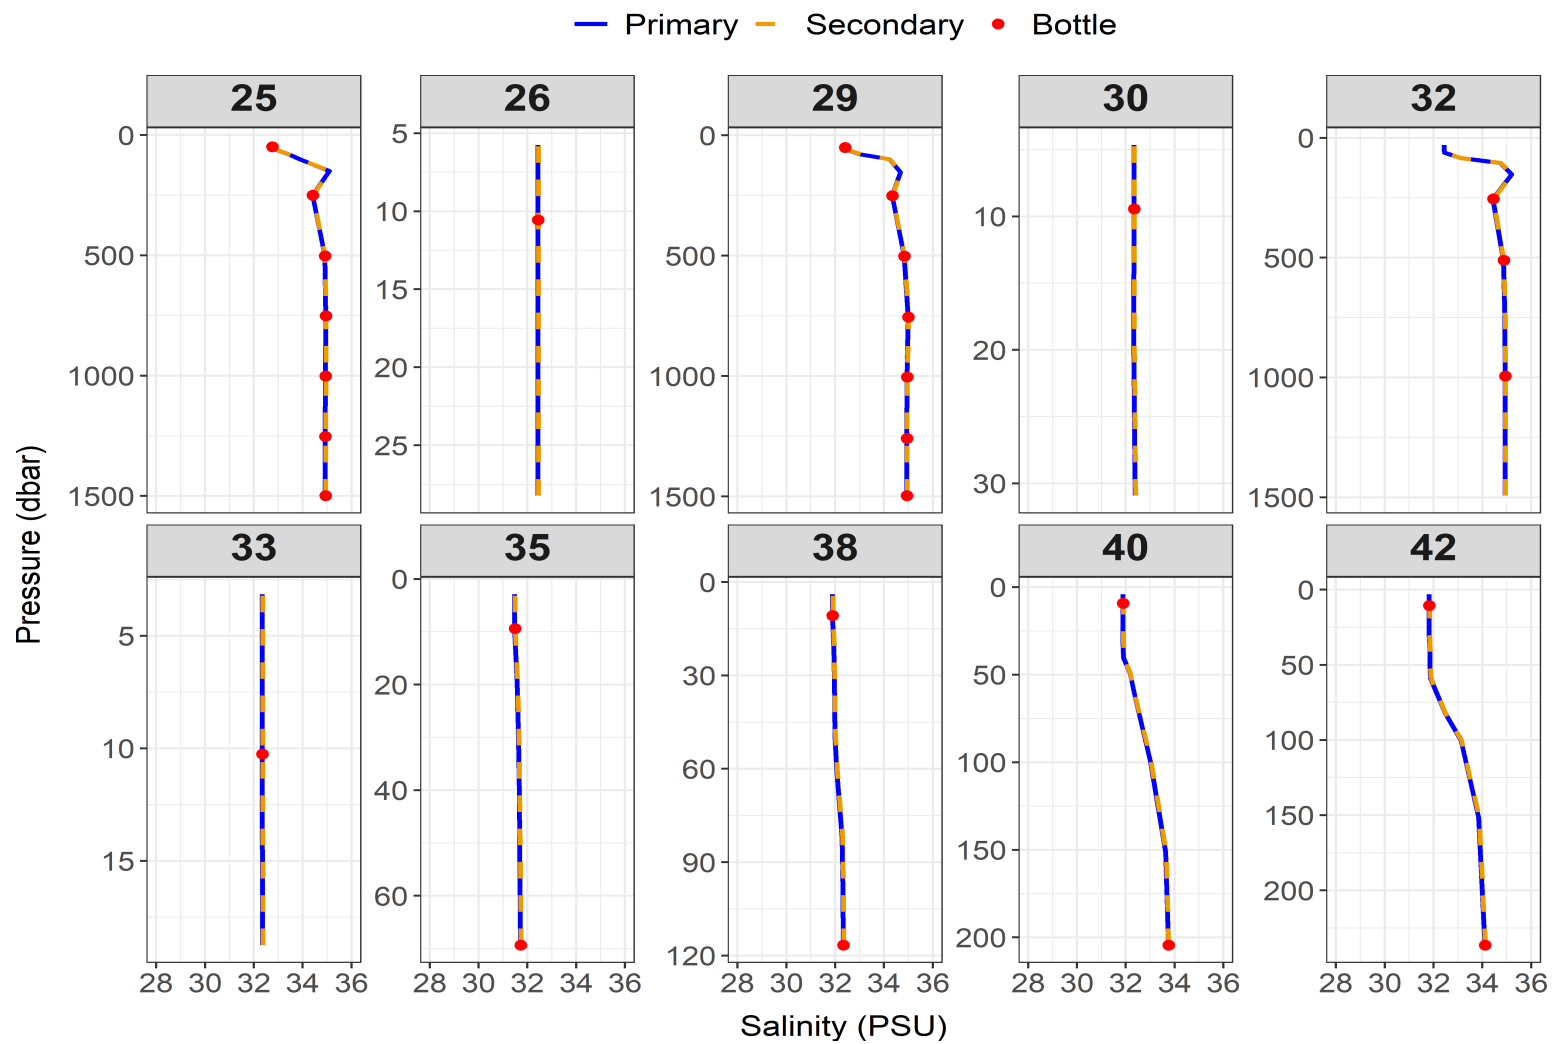 Primary Secondary Bottle
25 26 29 30 32
0 500 1000 1500
5 10 15 20 25
0 500 1000 1500
10 20 30
0 500 1000 1500
Pressure (dbar)
33 35 38 40 42
5 10 15
0 20 40 60
0 30 60 90 120
0 50 100 150 200
0 50 100 150 200
28 30 32 34 36 28 30 32 34 36 28 30 32 34 36 28 30 32 34 36 28 30 32 34 36
Salinity (PSU)